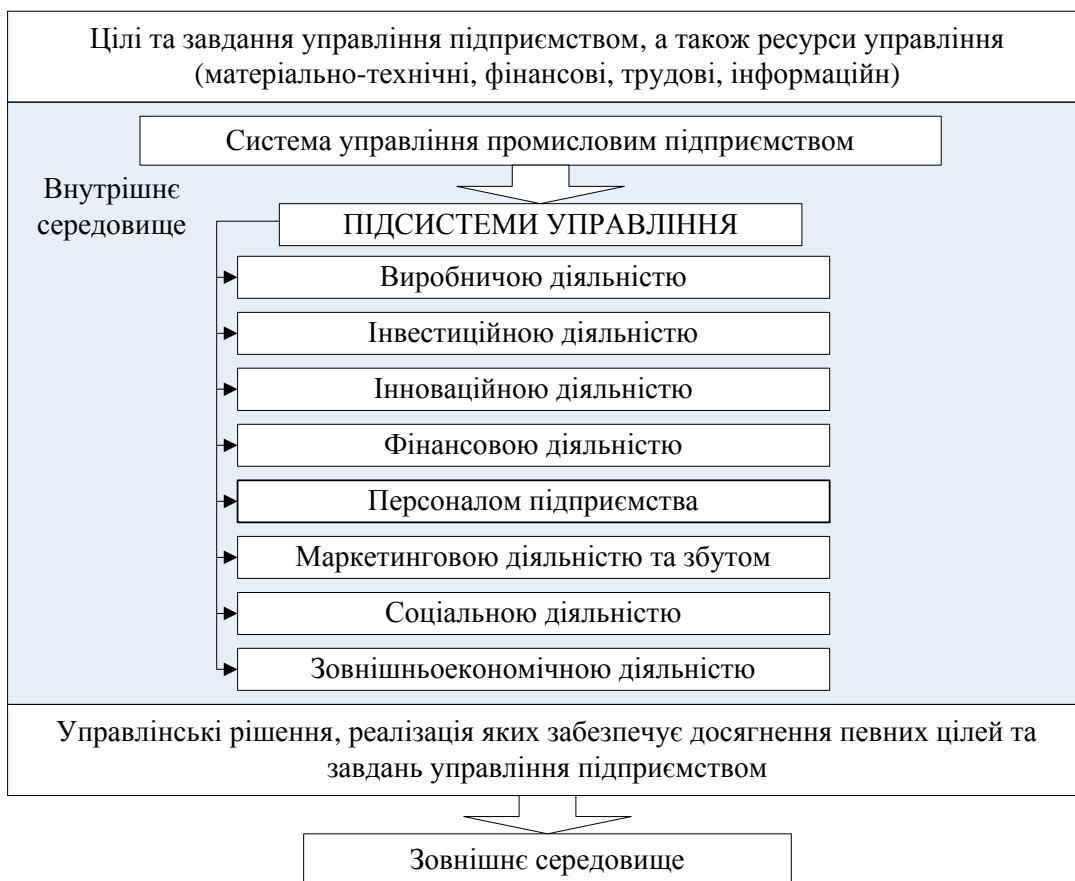 Цілі та завдання управління підприємством, а також ресурси управління
(матеріально-технічні, фінансові, трудові, інформаційн)
Система управління промисловим підприємством
Внутрішнє
середовище
ПІДСИСТЕМИ УПРАВЛІННЯ
Виробничою діяльністю
Інвестиційною діяльністю
Інноваційною діяльністю
Фінансовою діяльністю
Персоналом підприємства
Маркетинговою діяльністю та збутом
Соціальною діяльністю
Зовнішньоекономічною діяльністю
Управлінські рішення, реалізація яких забезпечує досягнення певних цілей та
завдань управління підприємством
Зовнішнє середовище